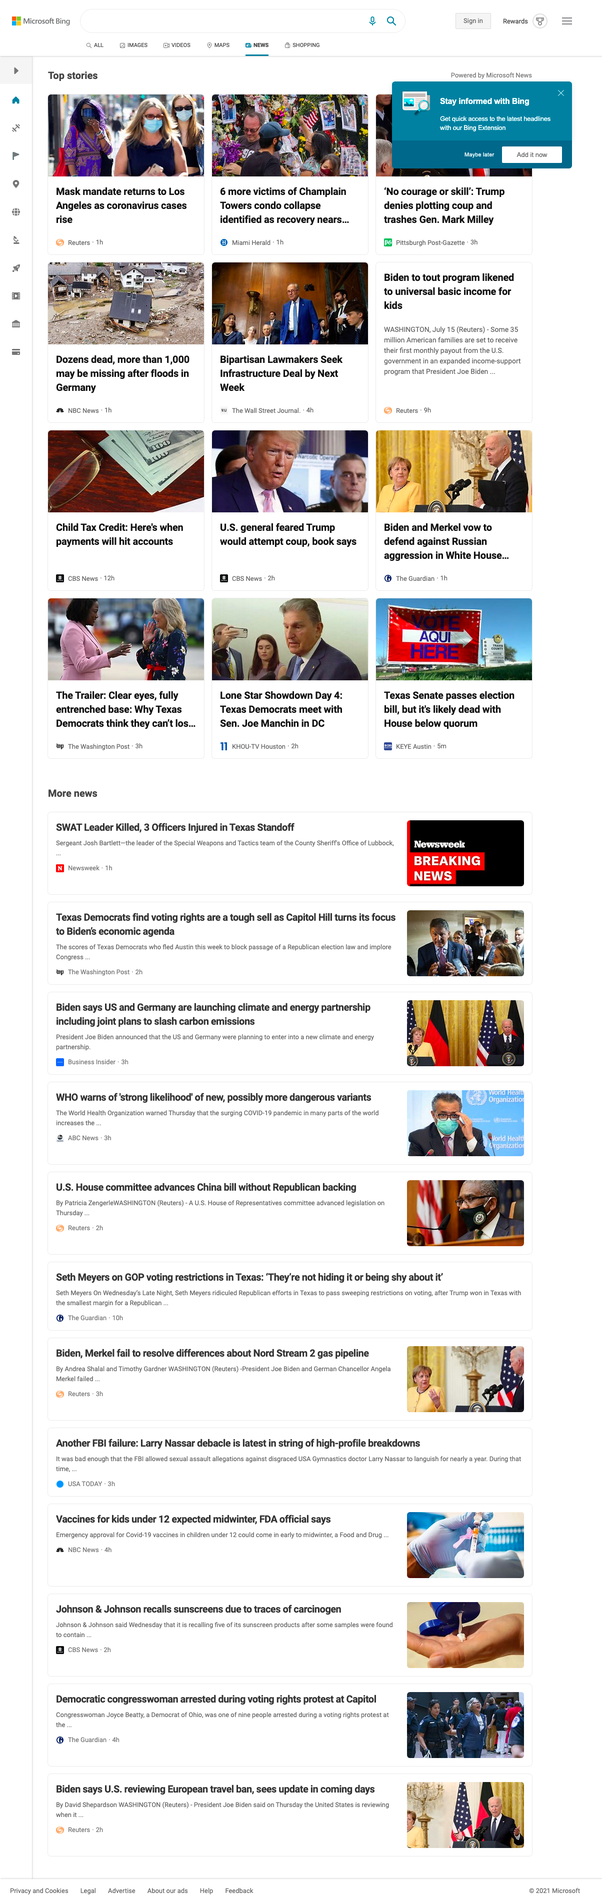 Microsoft Bing
Sign in
Rewards
ALL
IMAGES
VIDEOS
MAPS
NEWS
SHOPPING
Top stories
Powered by Microsoft News
Stay informed with Bing
Get quick access to the latest headlines
with our Bing Extension
Maybe later
Add it now
Mask mandate returns to Los
Angeles as coronavirus cases
rise
Reuters · 1h
6 more victims of Champlain
Towers condo collapse
identified as recovery nears...
Miami Herald · 1h
'No courage or skill': Trump
denies plotting coup and
trashes Gen. Mark Milley
Pittsburgh Post-Gazette · 3h
Dozens dead, more than 1,000
may be missing after floods in
Germany
NBC News · 1h
Bipartisan Lawmakers Seek
Infrastructure Deal by Next
Week
The Wall Street Journal. · 4h
Biden to tout program likened
to universal basic income for
kids
WASHINGTON, July 15 (Reuters) - Some 35
million American families are set to receive
their first monthly payout from the U.S.
government in an expanded income-support
program that President Joe Biden ...
Reuters · 9h
Child Tax Credit: Here's when
payments will hit accounts
CBS News · 12h
U.S. general feared Trump
would attempt coup, book says
CBS News · 2h
Biden and Merkel vow to
defend against Russian
aggression in White House...
The Guardian · 1h
The Trailer: Clear eyes, fully
entrenched base: Why Texas
Democrats think they can't los...
wp The Washington Post · 3h
Lone Star Showdown Day 4:
Texas Democrats meet with
Sen. Joe Manchin in DC
11 KHOU-TV Houston · 2h
VOTE
AQUI
HERE
Texas Senate passes election
bill, but it's likely dead with
House below quorum
KEYE Austin · 5m
More news
SWAT Leader Killed, 3 Officers Injured in Texas Standoff
Sergeant Josh Bartlett—the leader of the Special Weapons and Tactics team of the County Sheriff's Office of Lubbock,
...
N Newsweek · 1h
Newsweek
BREAKING
NEWS
Texas Democrats find voting rights are a tough sell as Capitol Hill turns its focus
to Biden's economic agenda
The scores of Texas Democrats who fled Austin this week to block passage of a Republican election law and implore
Congress ...
wp The Washington Post · 2h
Biden says US and Germany are launching climate and energy partnership
including joint plans to slash carbon emissions
President Joe Biden announced that the US and Germany were planning to enter into a new climate and energy
partnership.
Business Insider · 3h
WHO warns of 'strong likelihood' of new, possibly more dangerous variants
The World Health Organization warned Thursday that the surging COVID-19 pandemic in many parts of the world
increases the ...
ABC News · 3h
World Health
Organization
World Health
Organizat
U.S. House committee advances China bill without Republican backing
By Patricia ZengerleWASHINGTON (Reuters) - A U.S. House of Representatives committee advanced legislation on
Thursday ...
Reuters · 2h
Seth Meyers on GOP voting restrictions in Texas: 'They're not hiding it or being shy about it'
Seth Meyers On Wednesday's Late Night, Seth Meyers ridiculed Republican efforts in Texas to pass sweeping restrictions on voting, after Trump won in Texas with
the smallest margin for a Republican ...
The Guardian · 10h
Biden, Merkel fail to resolve differences about Nord Stream 2 gas pipeline
By Andrea Shalal and Timothy Gardner WASHINGTON (Reuters) -President Joe Biden and German Chancellor Angela
Merkel failed ...
Reuters · 3h
Another FBI failure: Larry Nassar debacle is latest in string of high-profile breakdowns
It was bad enough that the FBI allowed sexual assault allegations against disgraced USA Gymnastics doctor Larry Nassar to languish for nearly a year. During that
time, ...
USA TODAY · 3h
Vaccines for kids under 12 expected midwinter, FDA official says
Emergency approval for Covid-19 vaccines in children under 12 could come in early to midwinter, a Food and Drug ...
NBC News · 4h
Johnson & Johnson recalls sunscreens due to traces of carcinogen
Johnson & Johnson said Wednesday that it is recalling five of its sunscreen products after some samples were found
to contain ...
CBS News · 2h
Democratic congresswoman arrested during voting rights protest at Capitol
Congresswoman Joyce Beatty, a Democrat of Ohio, was one of nine people arrested during a voting rights protest at
the ...
The Guardian · 4h
Biden says U.S. reviewing European travel ban, sees update in coming days
By David Shepardson WASHINGTON (Reuters) - President Joe Biden said on Thursday the United States is reviewing
when it ...
Reuters · 2h
Privacy and Cookies
Legal
Advertise
About our ads
Help
Feedback
© 2021 Microsoft